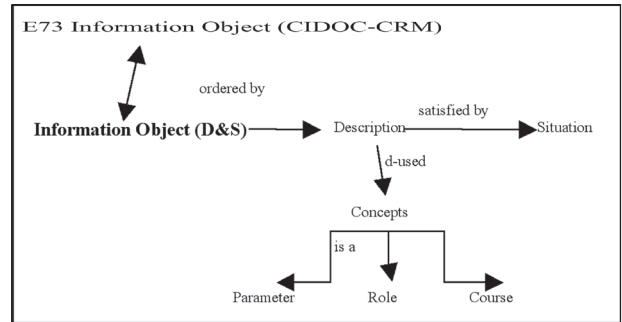 E73 Information Object (CIDOC-CRM)
ordered by
satisfied by
Information Object (D&S)
Description
Situation
d-used
Concepts
is a
Parameter
Role
Course